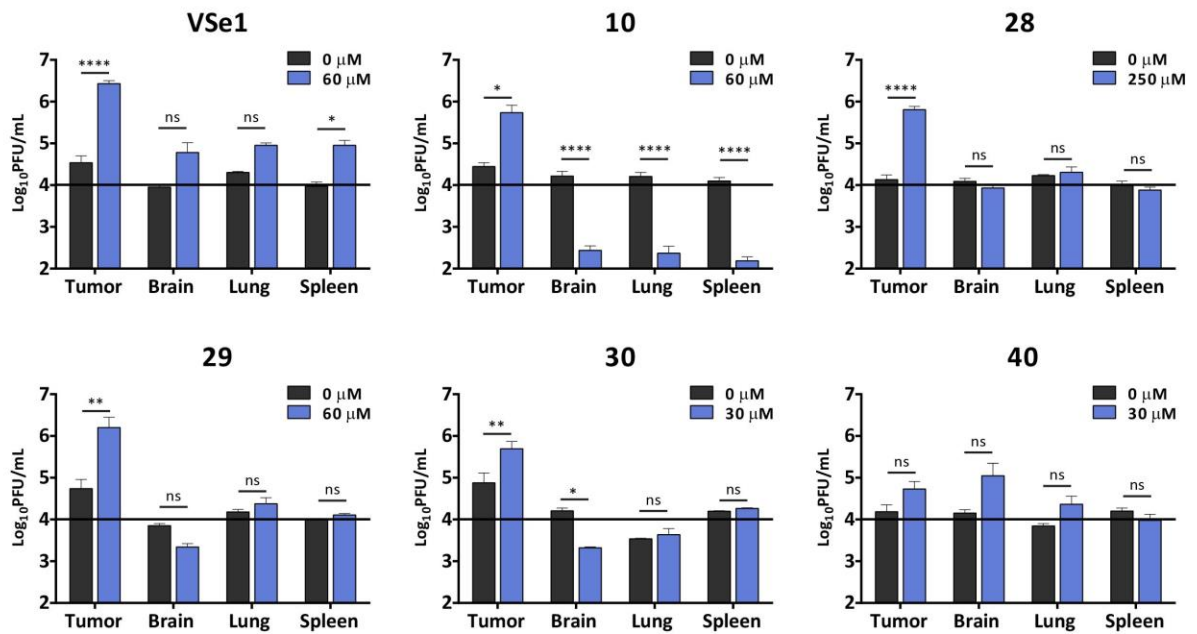 VSe1
Log10PFU/mL
7
6
5
4
3
2
0 μM
60 μM
****
ns
ns
*
Tumor Brain Lung Spleen
10
Log10PFU/mL
7
6
5
4
3
2
0 μM
60 μM
*
****
****
****
Tumor Brain Lung Spleen
28
Log10PFU/mL
7
6
5
4
3
2
0 μM
250 μM
****
ns
ns
ns
Tumor Brain Lung Spleen
29
Log10PFU/mL
7
6
5
4
3
2
0 μM
60 μM
**
ns
ns
ns
Tumor Brain Lung Spleen
30
Log10PFU/mL
7
6
5
4
3
2
0 μM
30 μM
**
*
ns
ns
Tumor Brain Lung Spleen
40
Log10PFU/mL
7
6
5
4
3
2
0 μM
30 μM
ns
ns
ns
ns
Tumor Brain Lung Spleen